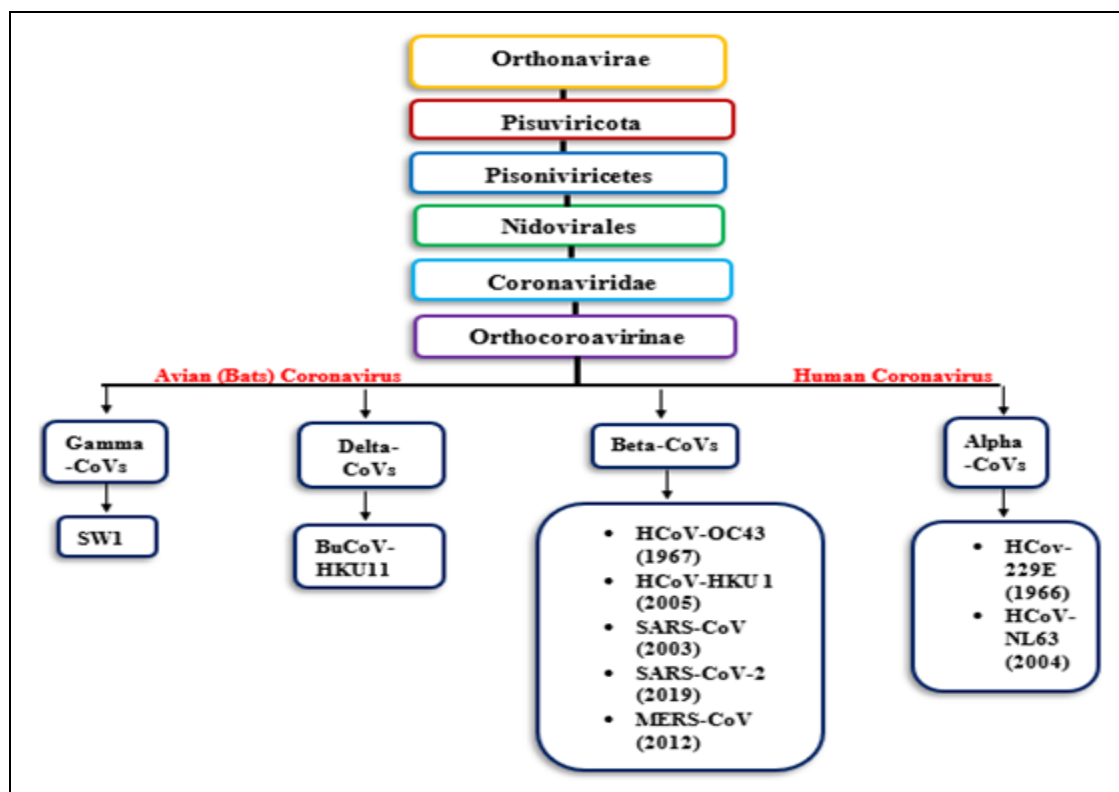 Orthonavirae
Pisuviricota
Pisoniviricetes
Nidovirales
Coronaviridae
Orthocoroavirinae
Avian (Bats) Coronavirus
Human Coronavirus
Gamma
-CoVs
SW1
Delta-
CoVs
BuCoV-
HKU11
Beta-CoVs
• HCoV-OC43
(1967)
• HCoV-HKU 1
(2005)
• SARS-CoV
(2003)
• SARS-CoV-2
(2019)
• MERS-CoV
(2012)
Alpha
-CoVs
• HCov-
229E
(1966)
• HCoV-
NL63
(2004)